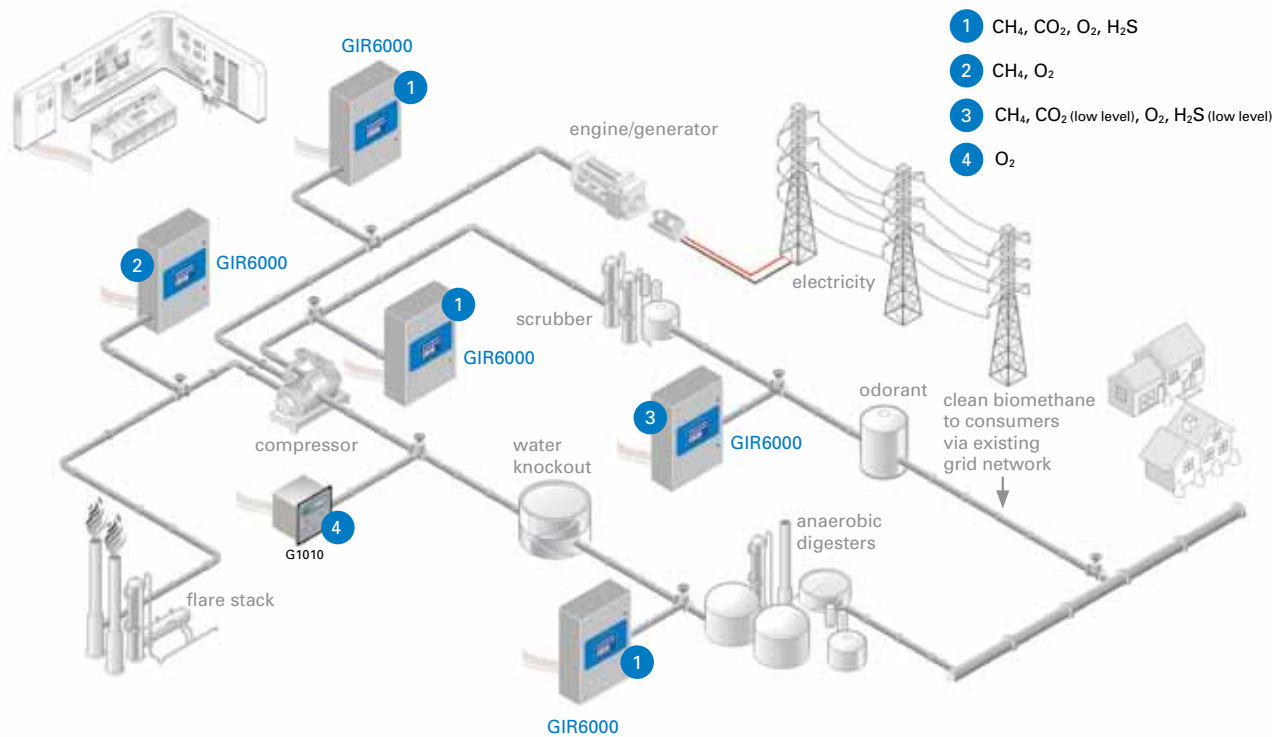 GIR6000
1
1 CH₄, CO₂, O₂, H₂S
2 CH₄, O₂
3 CH₄, CO₂ (low level), O₂, H₂S (low level)
4 O₂
engine/generator
2 GIR6000
electricity
1
GIR6000
scrubber
compressor
3 GIR6000
odorant
clean biomethane
to consumers
via existing
grid network
water
knockout
4
G1010
anaerobic
digesters
flare stack
1
GIR6000